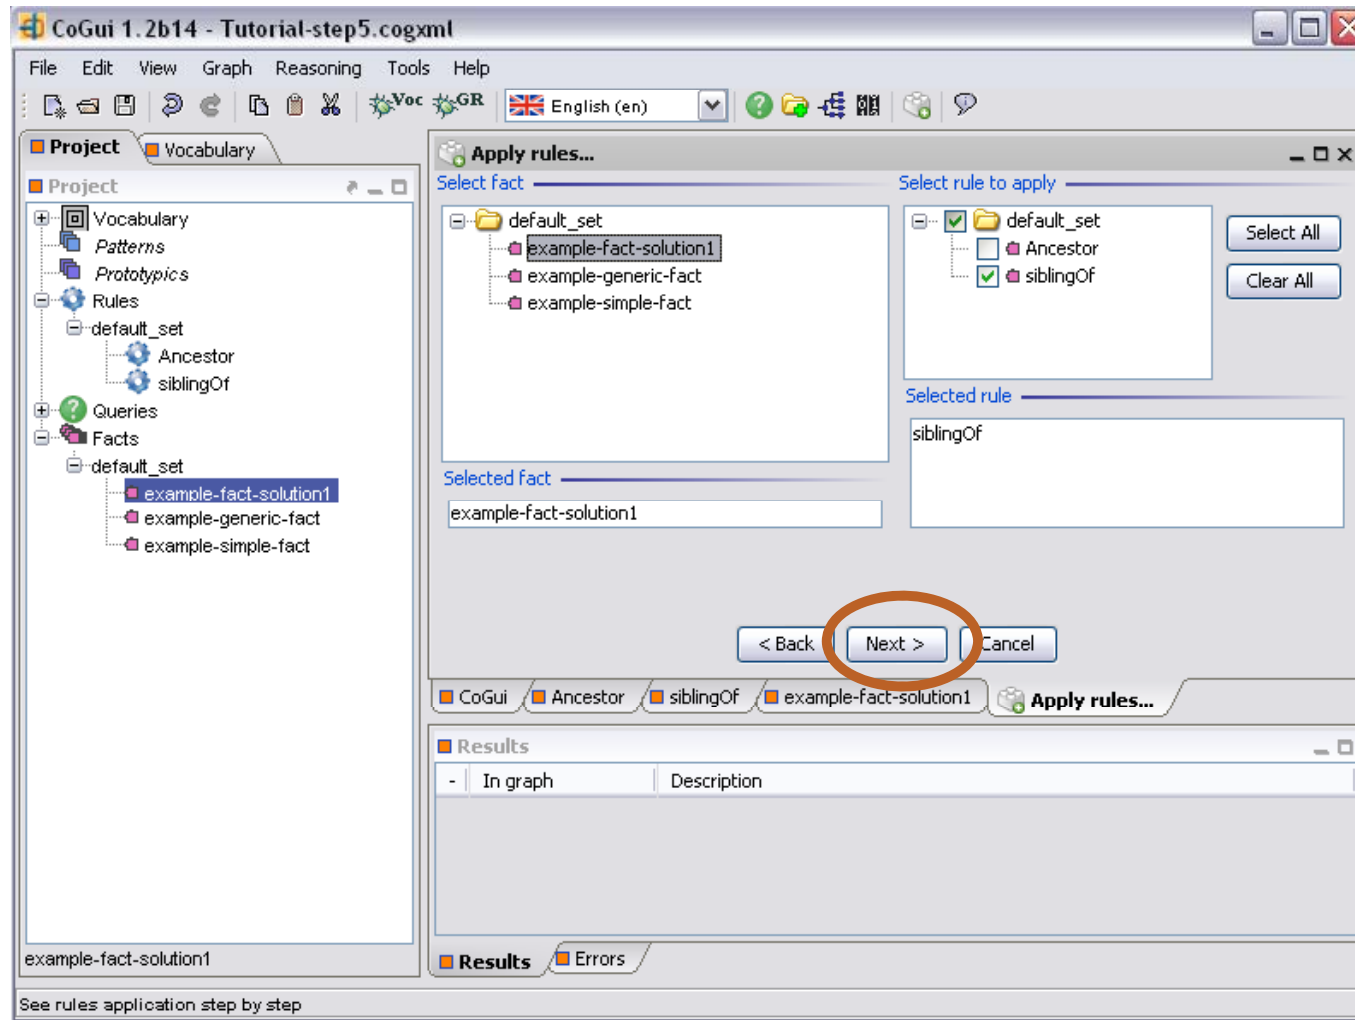 CoGui 1.2b14 - Tutorial-step5.cogxml
File Edit View Graph Reasoning Tools Help
Voc GR English (en)
Project Vocabulary
Project
Vocabulary
Patterns
Prototypics
Rules
default_set
Ancestor
siblingOf
Queries
Facts
default_set
example-fact-solution1
example-generic-fact
example-simple-fact
example-fact-solution1
Apply rules...
Select fact
default_set
example-fact-solution1
example-generic-fact
example-simple-fact
Selected fact
example-fact-solution1
Select rule to apply
default_set
Ancestor
siblingOf
Select All
Clear All
Selected rule
siblingOf
< Back Next > Cancel
CoGui Ancestor siblingOf example-fact-solution1 Apply rules...
Results
- In graph Description
Results Errors
See rules application step by step